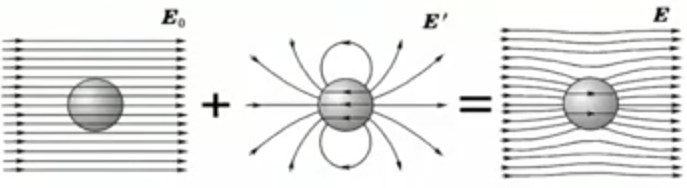 E₀
E′
E
+
=